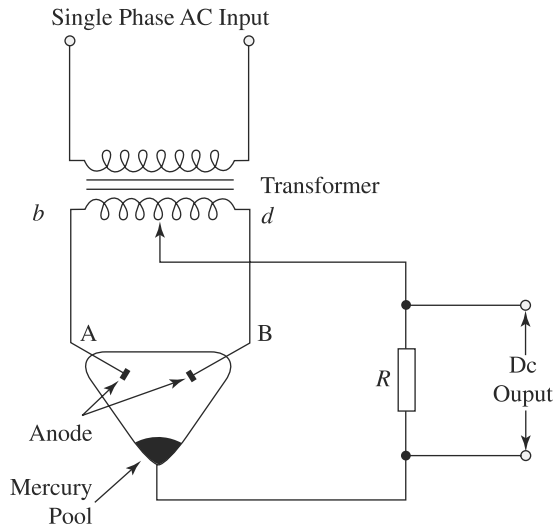 Single Phase AC Input
Transformer
b
d
A
B
R
Dc
Ouput
Anode
Mercury
Pool